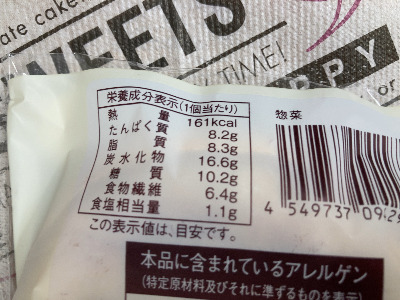 ate cake
SWEETS
TIME!
PPY
or
栄養成分表示(1個当たり)
熱量 161kcal
たんぱく質 8.2g
脂質 8.3g
炭水化物 16.6g
糖質 10.2g
食物繊維 6.4g
食塩相当量 1.1g
この表示値は、目安です。
惣菜
4 549737 09
本品に含まれているアレルゲン
(特定原材料及びそれに準ずるものを表示)